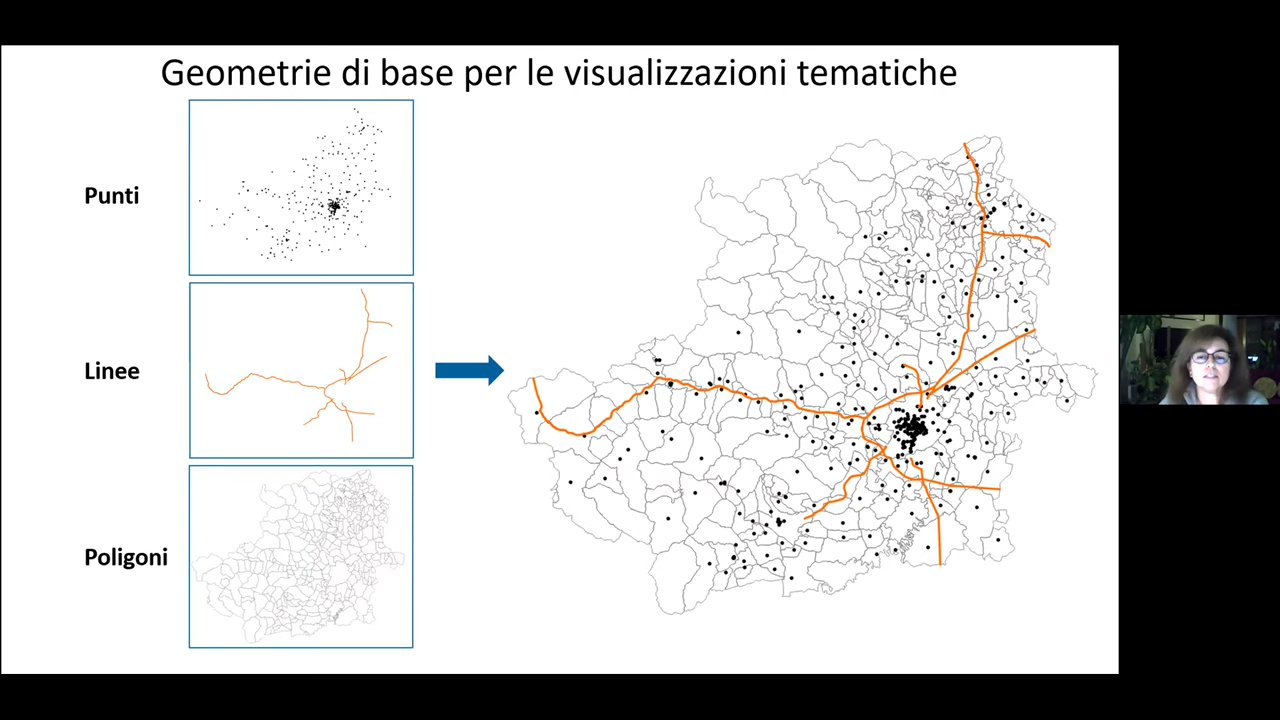 Geometrie di base per le visualizzazioni tematiche
Punti
Linee
Poligoni